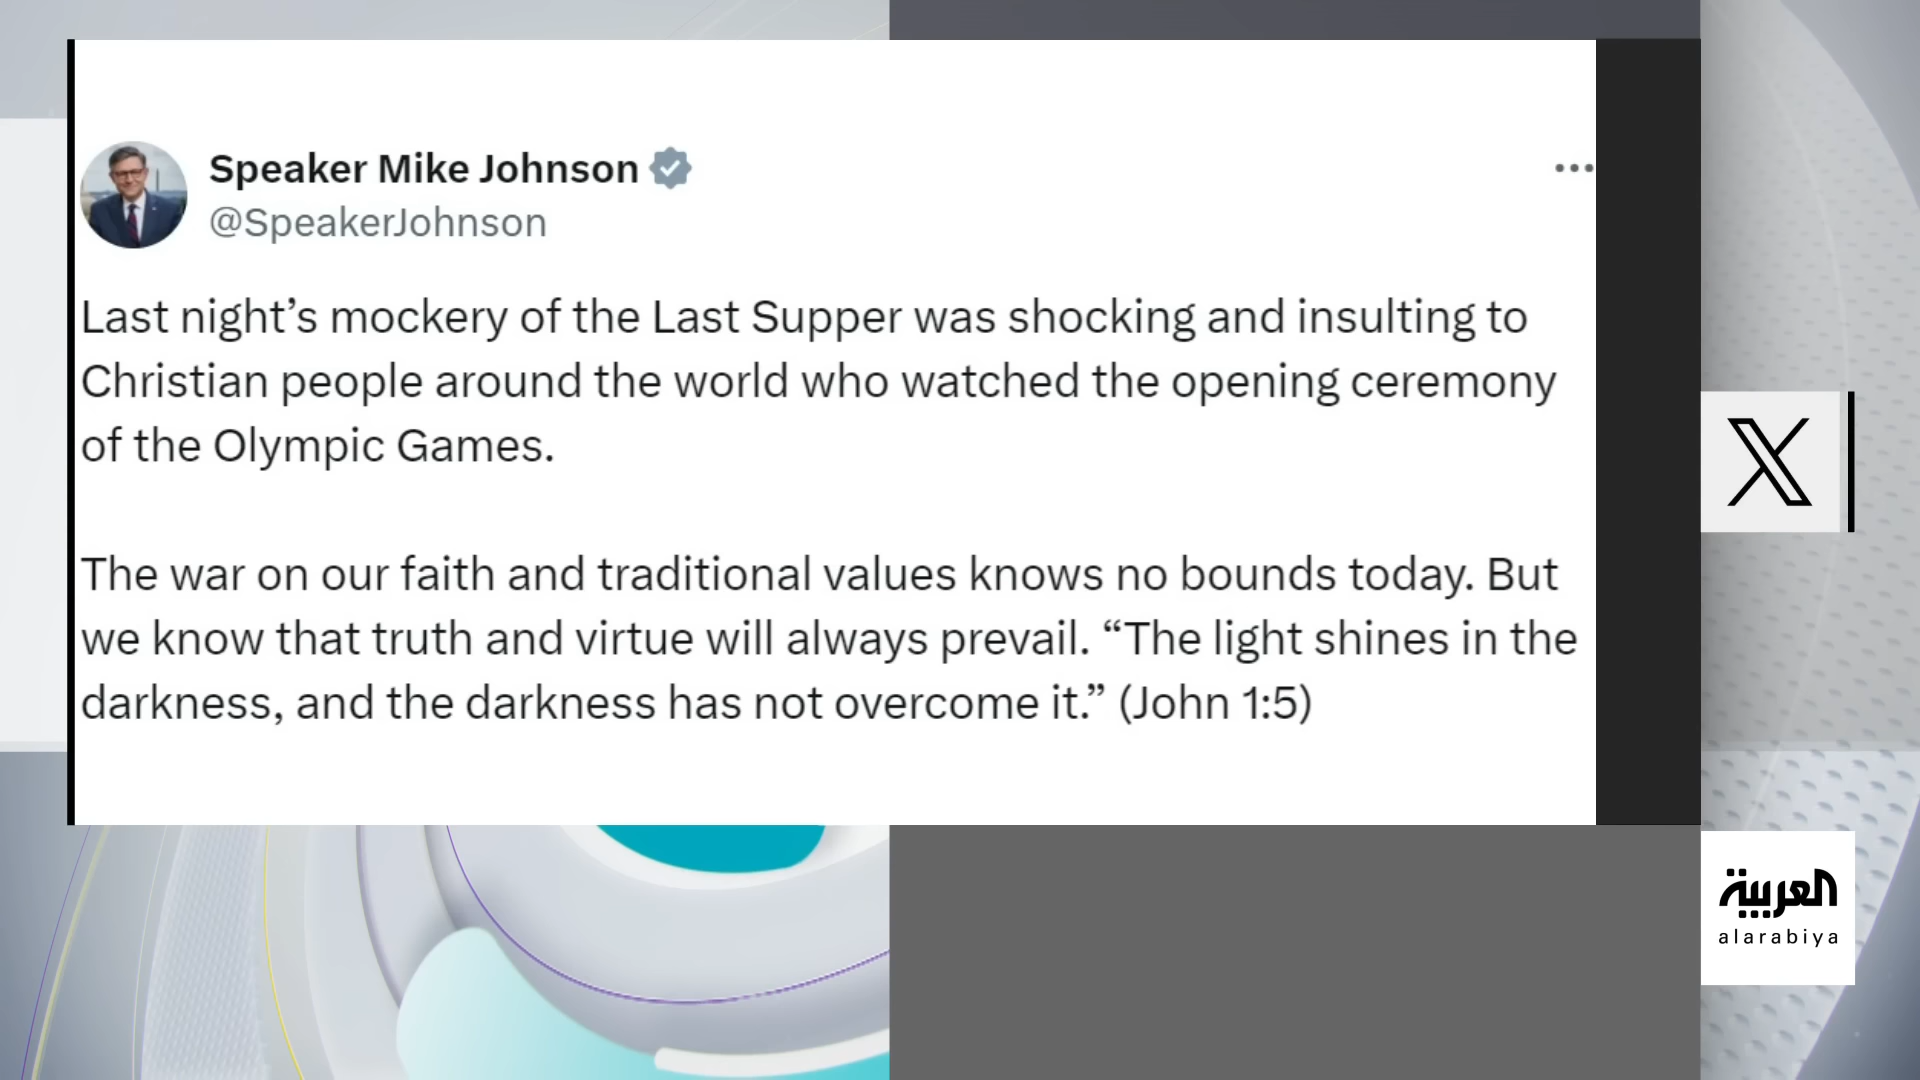 Speaker Mike Johnson
@SpeakerJohnson
Last night’s mockery of the Last Supper was shocking and insulting to
Christian people around the world who watched the opening ceremony
of the Olympic Games.
The war on our faith and traditional values knows no bounds today. But
we know that truth and virtue will always prevail. “The light shines in the
darkness, and the darkness has not overcome it.” (John 1:5)
العربية
alarabiya